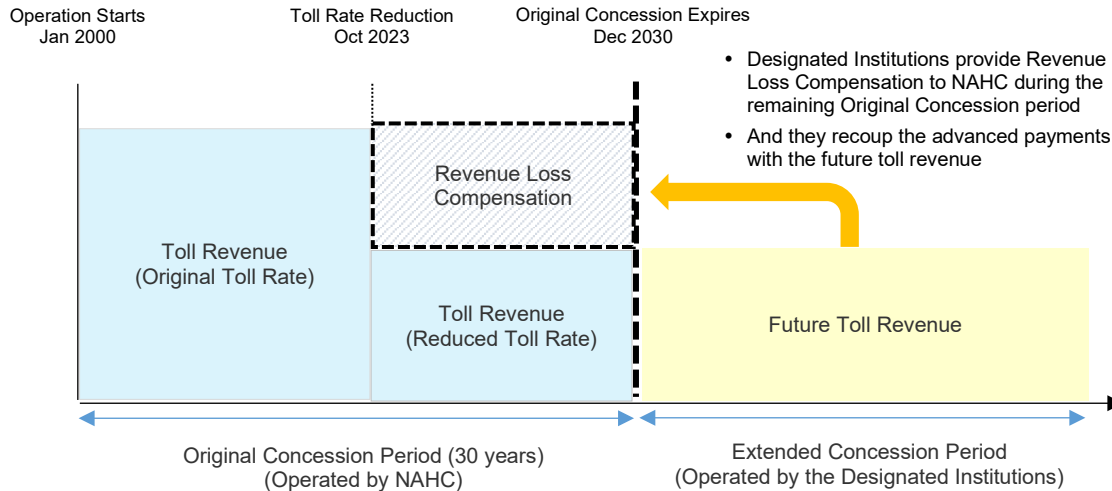 Operation Starts
Jan 2000
Toll Rate Reduction
Oct 2023
Original Concession Expires
Dec 2030
• Designated Institutions provide Revenue
Loss Compensation to NAHC during the
remaining Original Concession period
• And they recoup the advanced payments
with the future toll revenue
Revenue Loss
Compensation
Toll Revenue
(Original Toll Rate)
Toll Revenue
(Reduced Toll Rate)
Future Toll Revenue
Original Concession Period (30 years)
(Operated by NAHC)
Extended Concession Period
(Operated by the Designated Institutions)